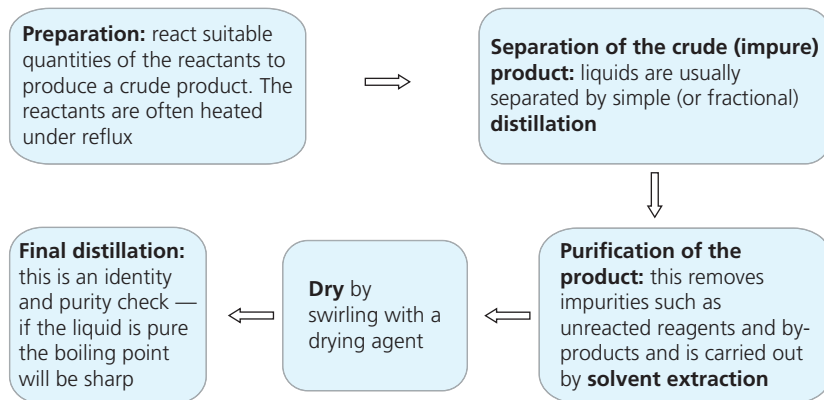 Preparation: react suitable
quantities of the reactants to
produce a crude product. The
reactants are often heated
under reflux
Separation of the crude (impure)
product: liquids are usually
separated by simple (or fractional)
distillation
Purification of the
product: this removes
impurities such as
unreacted reagents and by-
products and is carried out
by solvent extraction
Dry by
swirling with a
drying agent
Final distillation:
this is an identity
and purity check —
if the liquid is pure
the boiling point
will be sharp